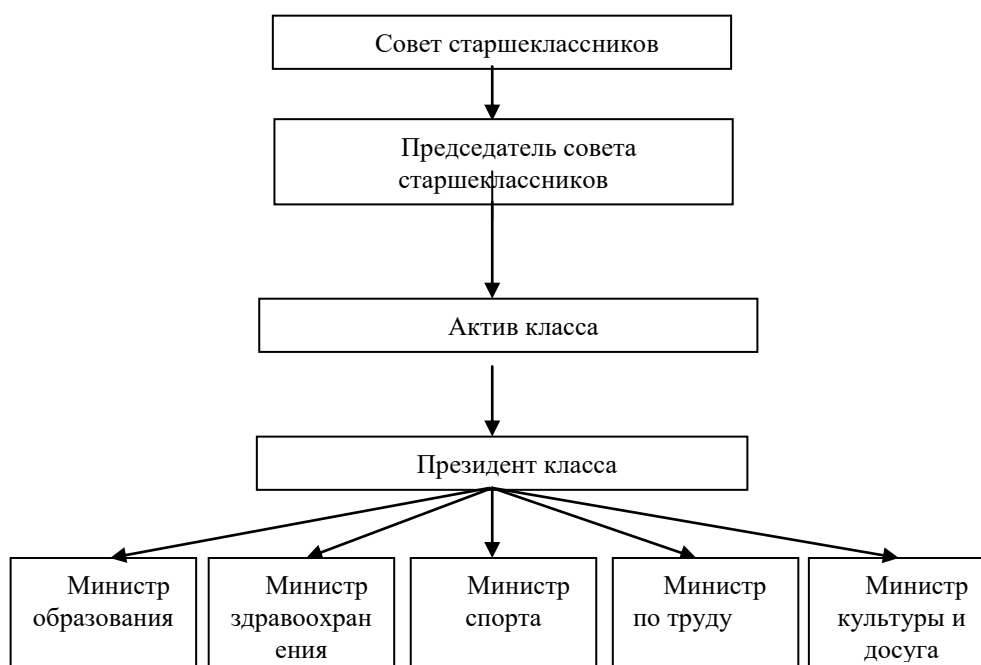 Совет старшеклассников
Председатель совета
старшеклассников
Актив класса
Президент класса
Министр
образования
Министр
здравоохран
ения
Министр
спорта
Министр
по труду
Министр
культуры и
досуга